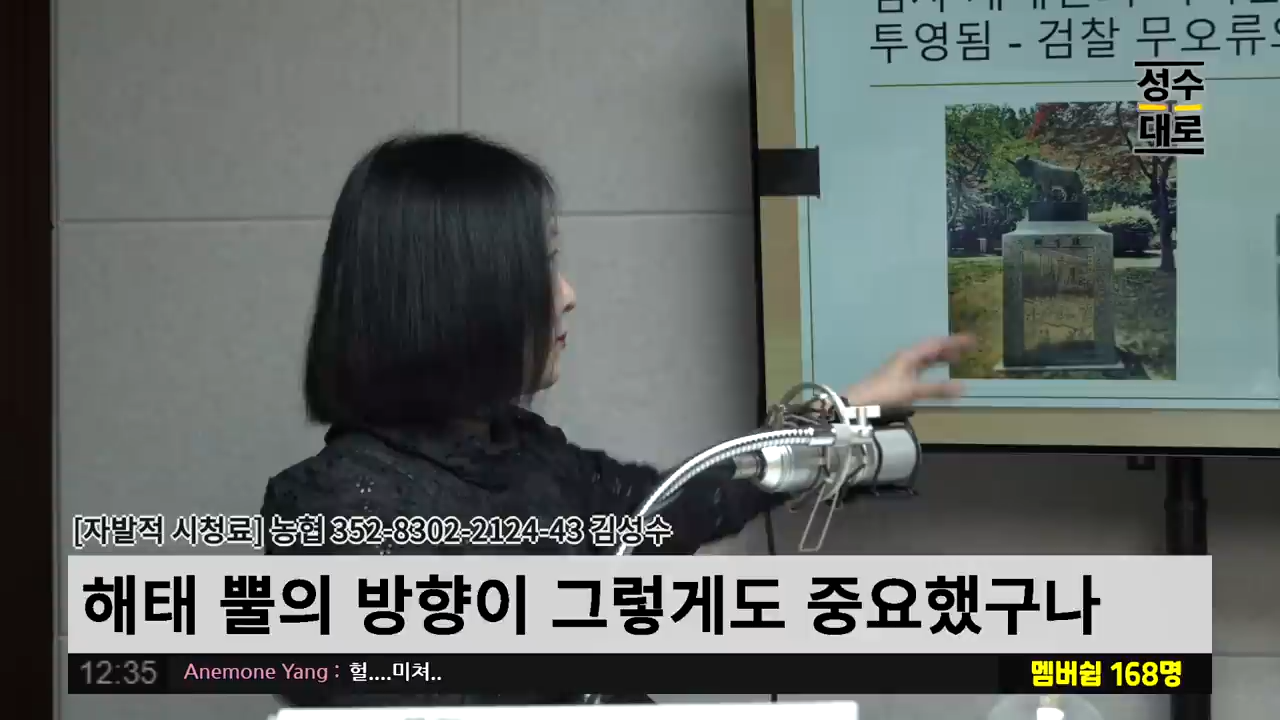 투영됨 - 검찰 무오류
성수
대로
[자발적 시청료] 농협 352-8302-2124-43 김성수
해태 뿔의 방향이 그렇게도 중요했구나
12:35 Anemone Yang : 헐....미쳐.. 멤버쉽 168명